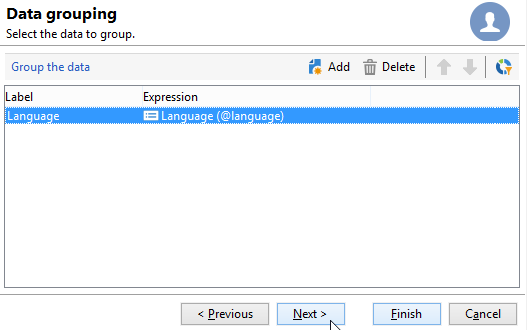 Data grouping
Select the data to group.
Group the data Add Delete
Label Expression
Language Language (@language)
< Previous Next > Finish Cancel